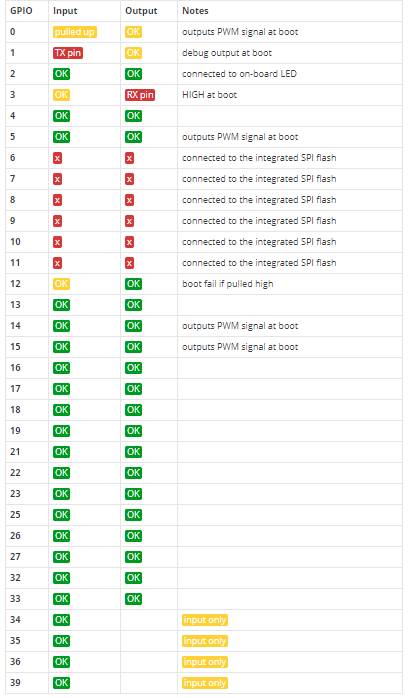 GPIO Input Output Notes
0 pulled up OK outputs PWM signal at boot
1 TX pin OK debug output at boot
2 OK OK connected to on-board LED
3 OK RX pin HIGH at boot
4 OK OK
5 OK OK outputs PWM signal at boot
6 x x connected to the integrated SPI flash
7 x x connected to the integrated SPI flash
8 x x connected to the integrated SPI flash
9 x x connected to the integrated SPI flash
10 x x connected to the integrated SPI flash
11 x x connected to the integrated SPI flash
12 OK OK boot fail if pulled high
13 OK OK
14 OK OK outputs PWM signal at boot
15 OK OK outputs PWM signal at boot
16 OK OK
17 OK OK
18 OK OK
19 OK OK
21 OK OK
22 OK OK
23 OK OK
25 OK OK
26 OK OK
27 OK OK
32 OK OK
33 OK OK
34 OK input only
35 OK input only
36 OK input only
39 OK input only